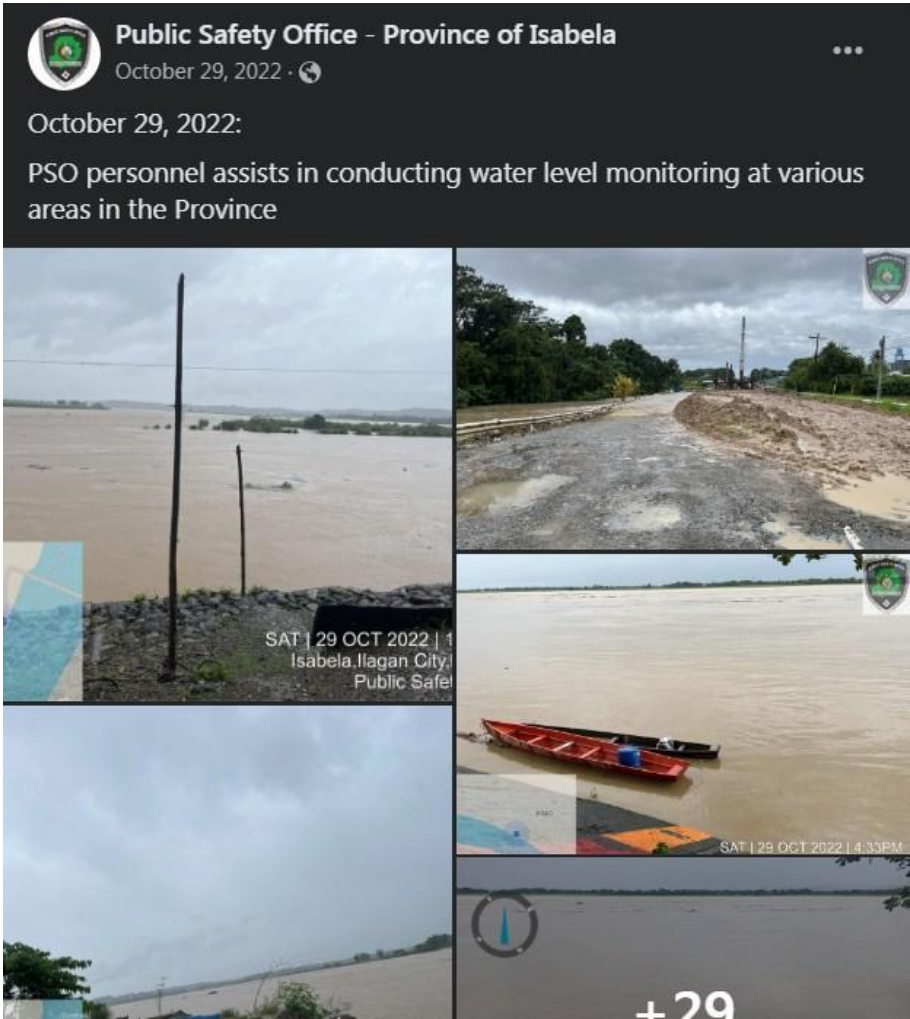 Public Safety Office - Province of Isabela
October 29, 2022
October 29, 2022:
PSO personnel assists in conducting water level monitoring at various
areas in the Province
SAT | 29 OCT 2022 | 1
Isabela,Ilagan City,
Public Safe
SAT | 29 OCT 2022 | 4:33PM
+29